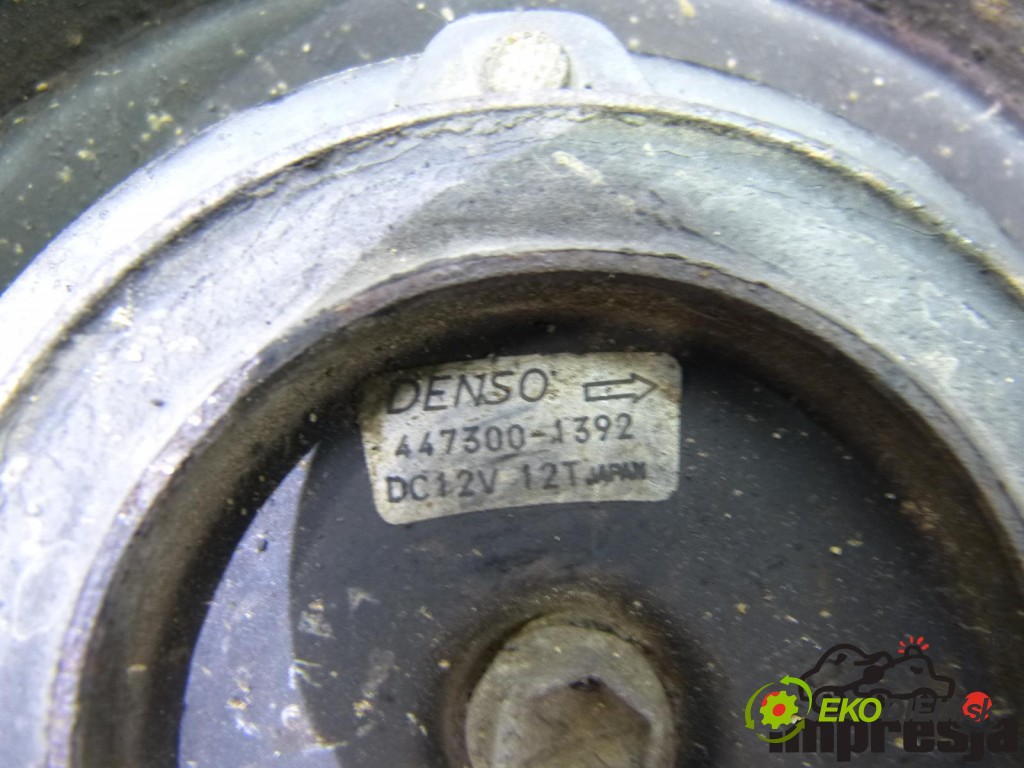 DENSO
447300-1392
DC12V 12T JAPAN
EKO
impresja